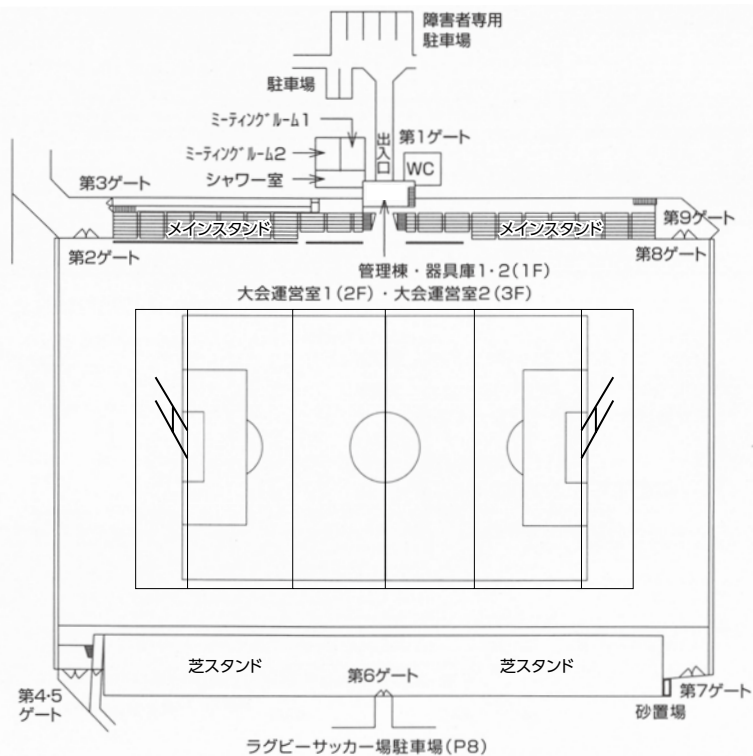 障害者専用
駐車場
駐車場
ﾐｰﾃｨﾝｸﾞﾙｰﾑ1
出入口
第1ゲート
ﾐｰﾃｨﾝｸﾞﾙｰﾑ2
WC
シャワー室
第3ゲート
メインスタンド
メインスタンド
第9ゲート
第2ゲート
第8ゲート
管理棟・器具庫1・2(1F)
大会運営室1(2F)・大会運営室2(3F)
芝スタンド
芝スタンド
第6ゲート
第4・5
ゲート
第7ゲート
砂置場
ラグビーサッカー場駐車場(P8)